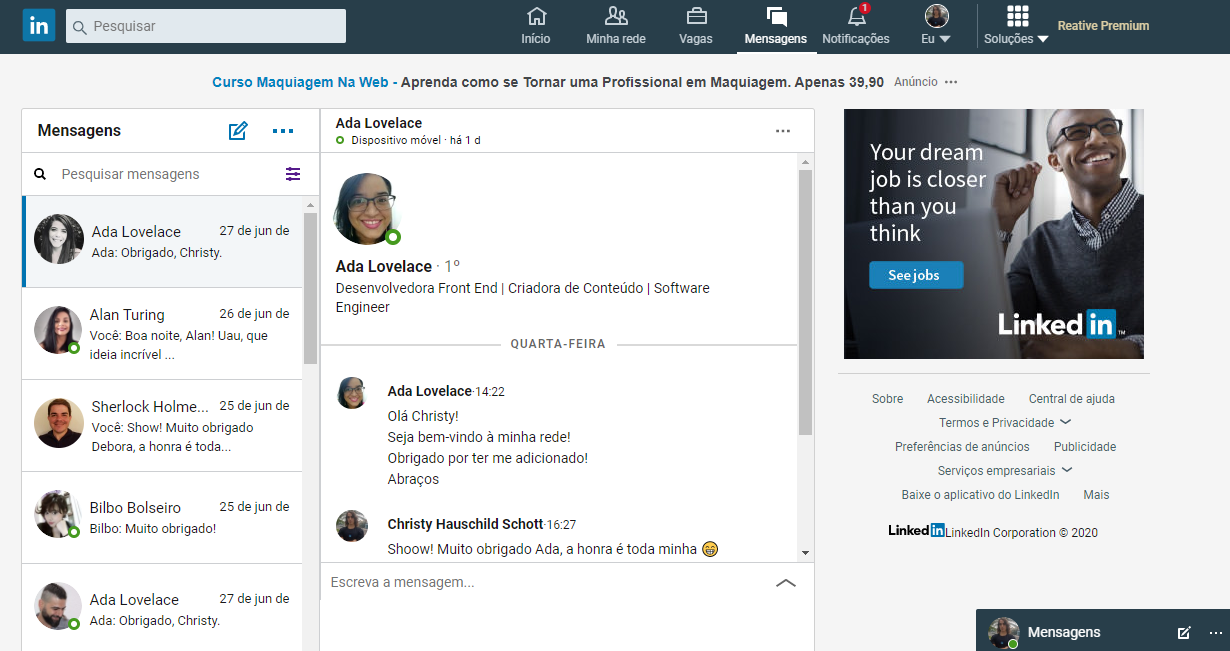 in
Pesquisar
Início
Minha rede
Vagas
Mensagens
1
Notificações
Eu
Soluções
Reative Premium
Curso Maquiagem Na Web - Aprenda como se Tornar uma Profissional em Maquiagem. Apenas 39,90
Anúncio
Mensagens
Pesquisar mensagens
Ada Lovelace
27 de jun de
Ada: Obrigado, Christy.
Alan Turing
26 de jun de
Você: Boa noite, Alan! Uau, que
ideia incrível ...
Sherlock Holme...
25 de jun de
Você: Show! Muito obrigado
Debora, a honra é toda...
Bilbo Bolseiro
25 de jun de
Bilbo: Muito obrigado!
Ada Lovelace
27 de jun de
Ada: Obrigado, Christy.
Ada Lovelace
Dispositivo móvel · há 1 d
Ada Lovelace · 1º
Desenvolvedora Front End | Criadora de Conteúdo | Software
Engineer
QUARTA-FEIRA
Ada Lovelace·14:22
Olá Christy!
Seja bem-vindo à minha rede!
Obrigado por ter me adicionado!
Abraços
Christy Hauschild Schott·16:27
Shoow! Muito obrigado Ada, a honra é toda minha 😁
Escreva a mensagem...
Your dream
job is closer
than you
think
See jobs
Linked in ™
Sobre
Acessibilidade
Central de ajuda
Termos e Privacidade
Preferências de anúncios
Publicidade
Serviços empresariais
Baixe o aplicativo do LinkedIn
Mais
Linked in LinkedIn Corporation © 2020
Mensagens